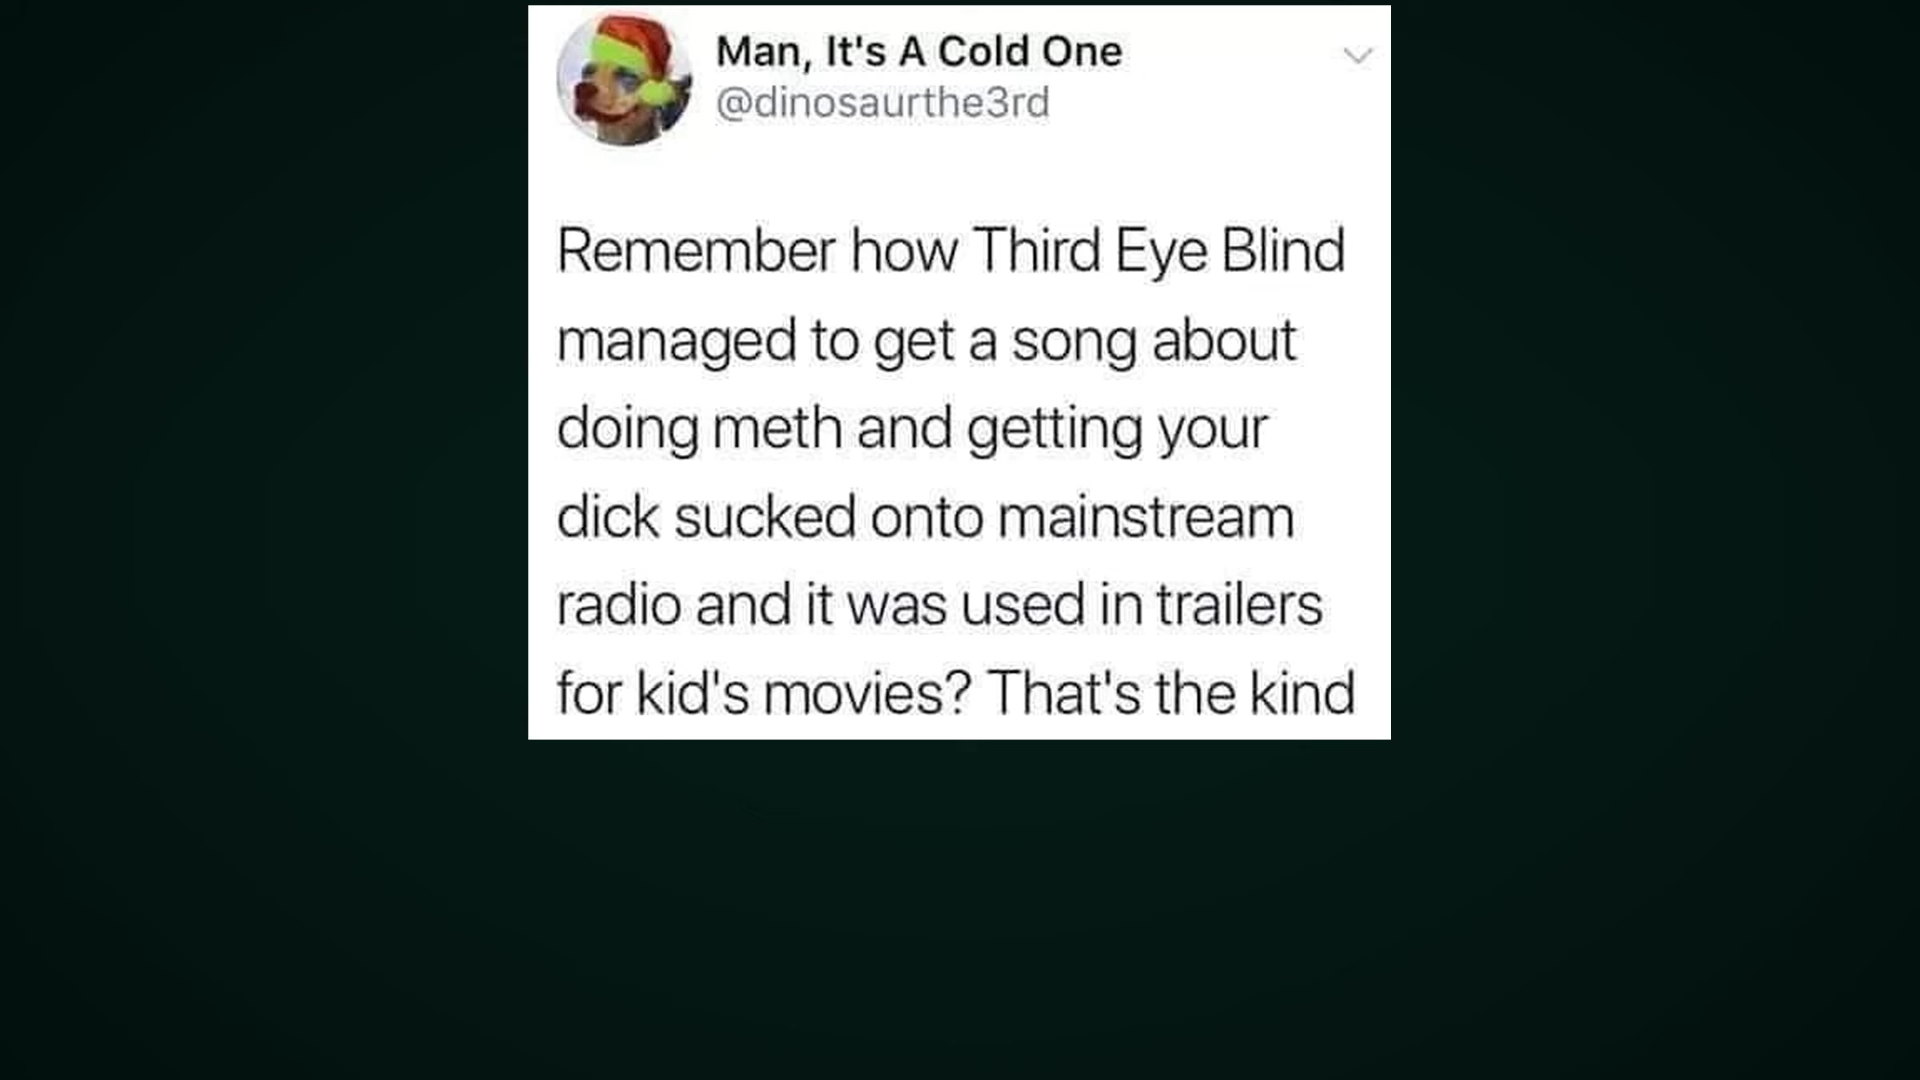 Man, It's A Cold One
@dinosaurthe3rd
Remember how Third Eye Blind
managed to get a song about
doing meth and getting your
dick sucked onto mainstream
radio and it was used in trailers
for kid's movies? That's the kind